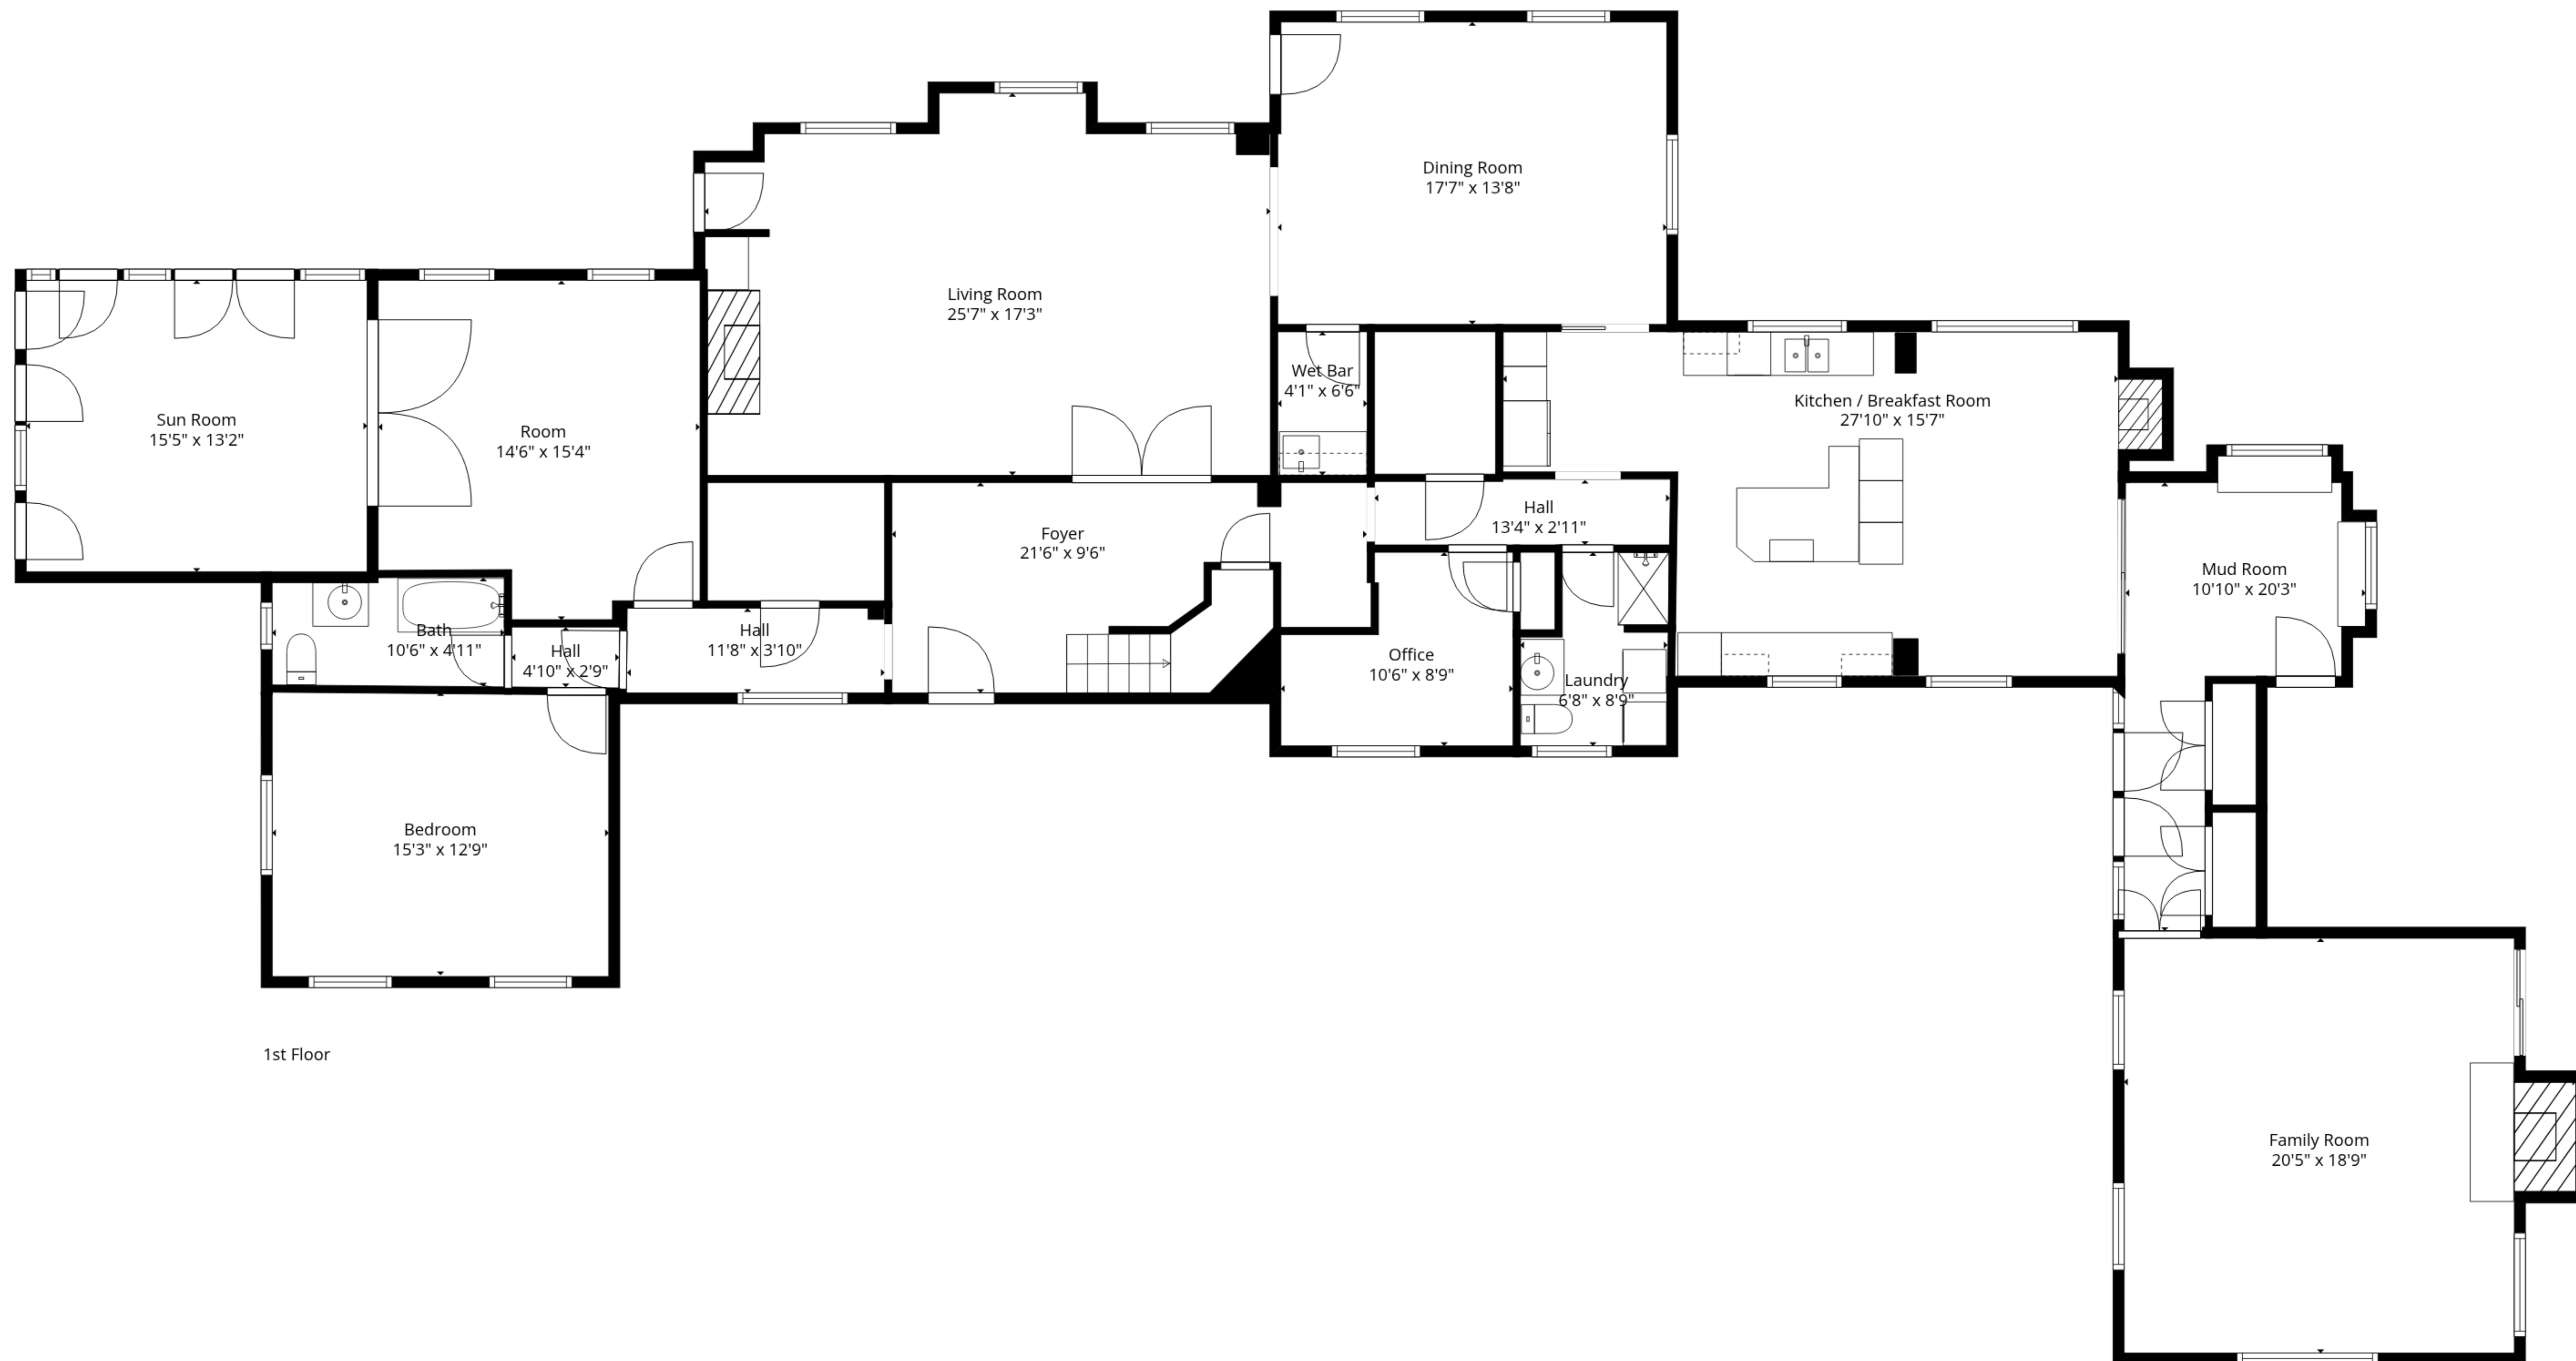 Dining Room
17'7" x 13'8"
Living Room
25'7" x 17'3"
Wet Bar
4'1" x 6'6"
Kitchen / Breakfast Room
27'10" x 15'7"
Sun Room
15'5" x 13'2"
Room
14'6" x 15'4"
Hall
13'4" x 2'11"
Foyer
21'6" x 9'6"
Mud Room
10'10" x 20'3"
Bath
10'6" x 4'11"
Hall
4'10" x 2'9"
Hall
11'8" x 3'10"
Office
10'6" x 8'9"
Laundry
6'8" x 8'9"
Bedroom
15'3" x 12'9"
1st Floor
Family Room
20'5" x 18'9"